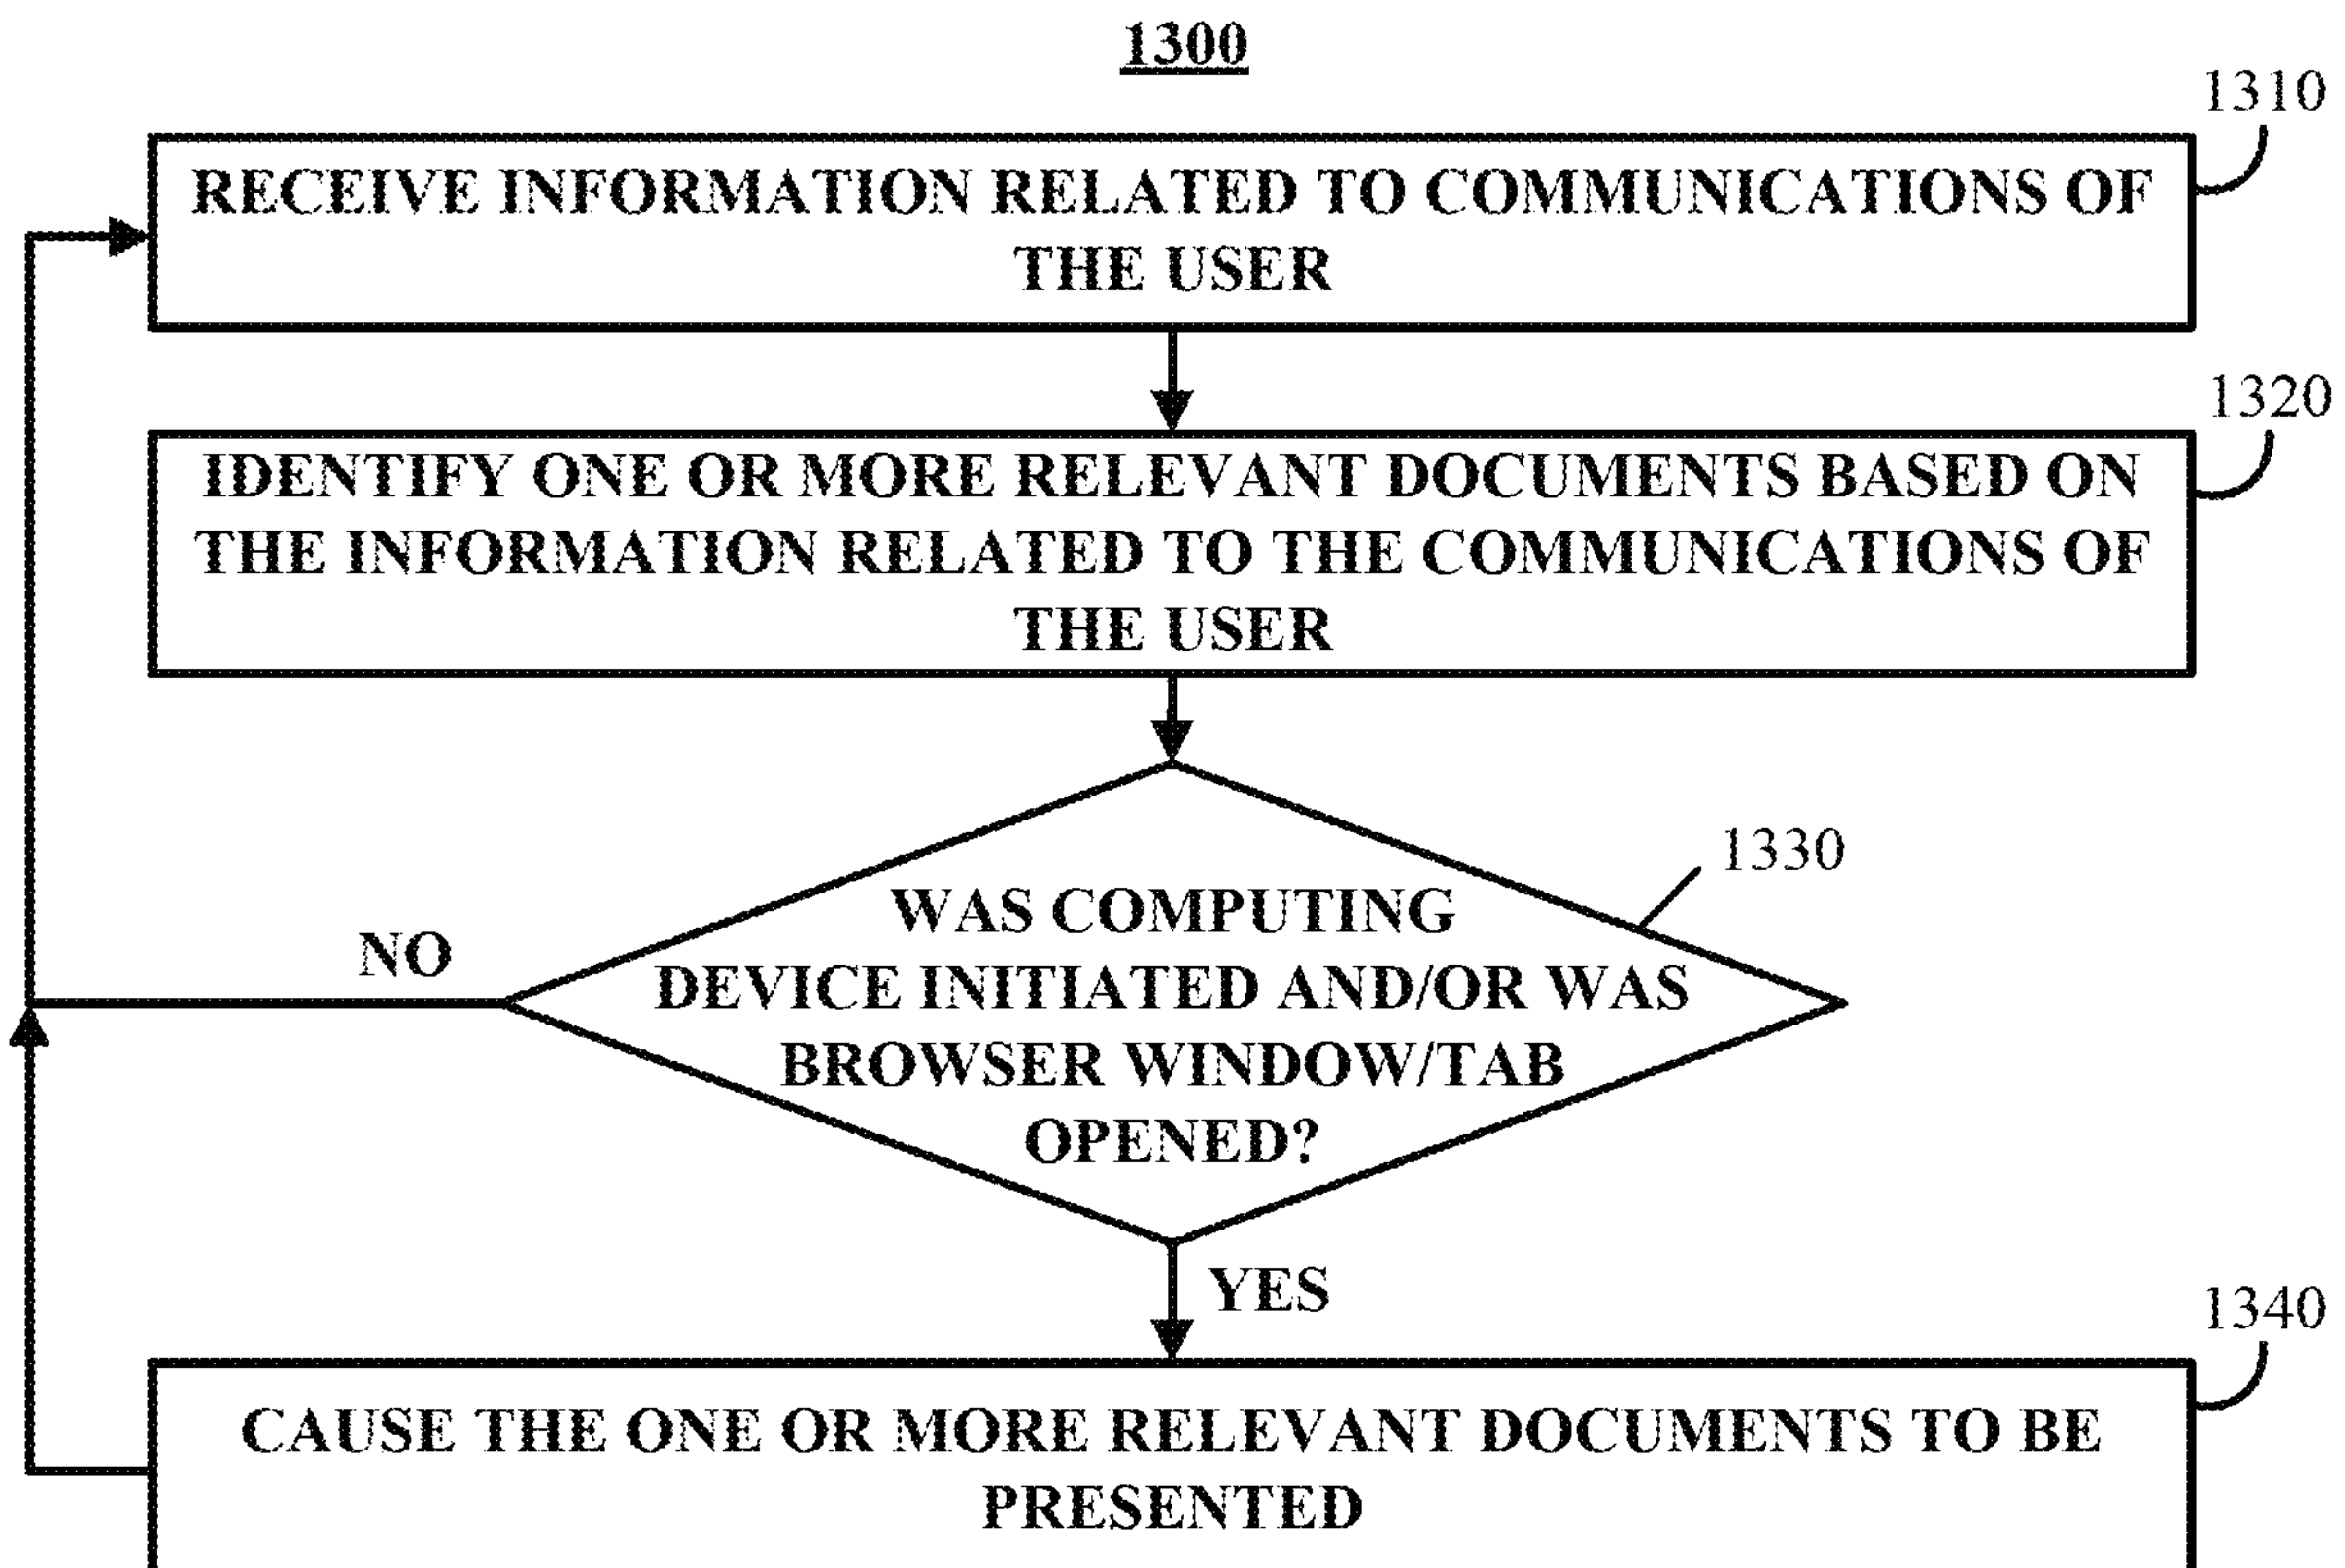 1300
1310
RECEIVE INFORMATION RELATED TO COMMUNICATIONS OF
THE USER
1320
IDENTIFY ONE OR MORE RELEVANT DOCUMENTS BASED ON
THE INFORMATION RELATED TO THE COMMUNICATIONS OF
THE USER
1330
WAS COMPUTING
DEVICE INITIATED AND/OR WAS
BROWSER WINDOW/TAB
OPENED?
NO
YES
1340
CAUSE THE ONE OR MORE RELEVANT DOCUMENTS TO BE
PRESENTED